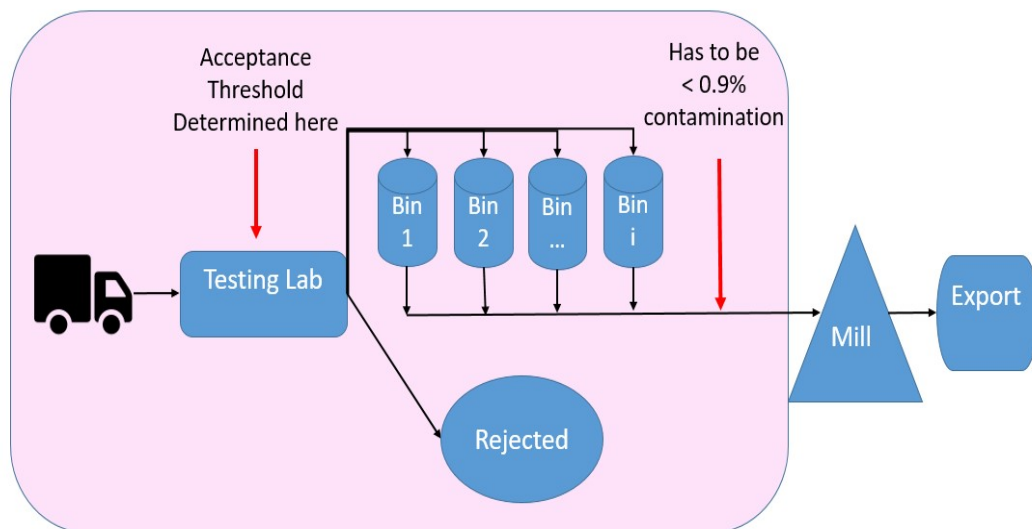 Acceptance
Threshold
Determined here
Has to be
< 0.9%
contamination
Bin
1
Bin
2
Bin
...
Bin
i
Testing Lab
Rejected
Mill
Export